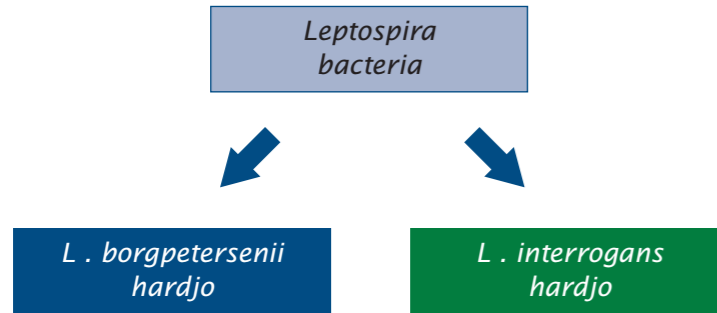 Leptospira
bacteria
L . borgpetersenii
hardjo
L . interrogans
hardjo